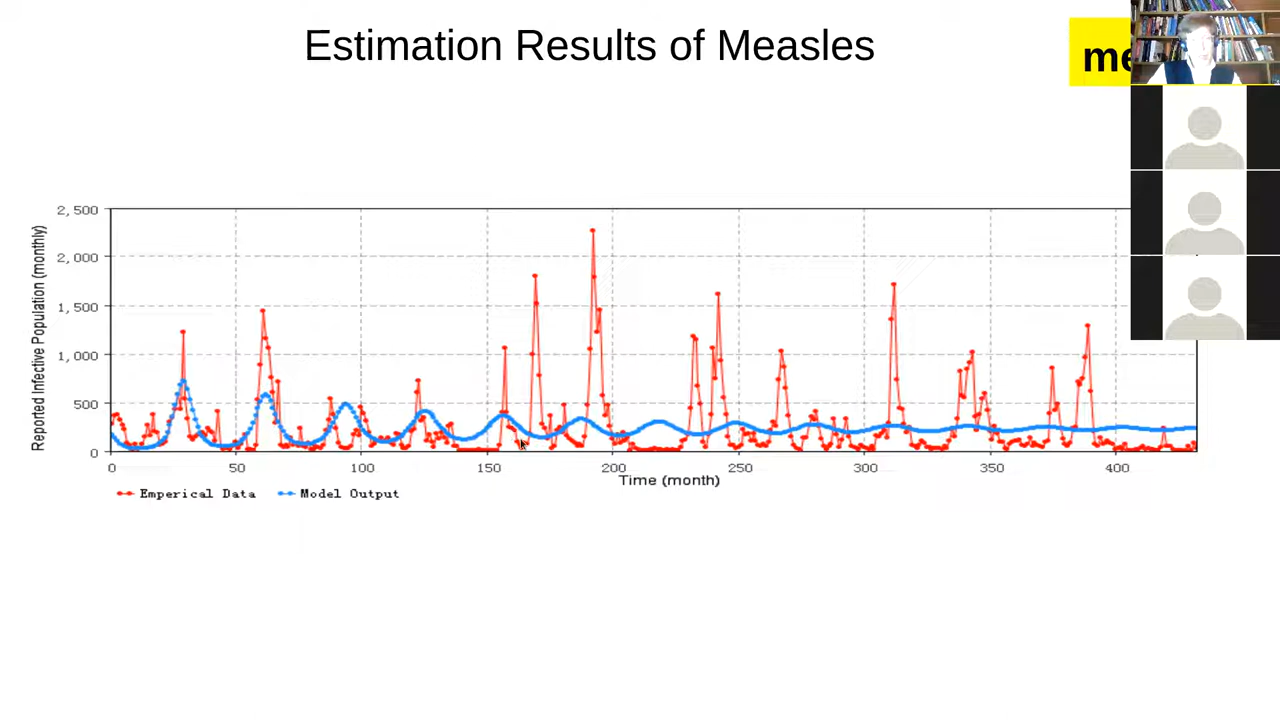 Estimation Results of Measles
me
Reported Infective Population (monthly)
2,500
2,000
1,500
1,000
500
0
0 50 100 150 200 250 300 350 400
Time (month)
Emperical Data Model Output